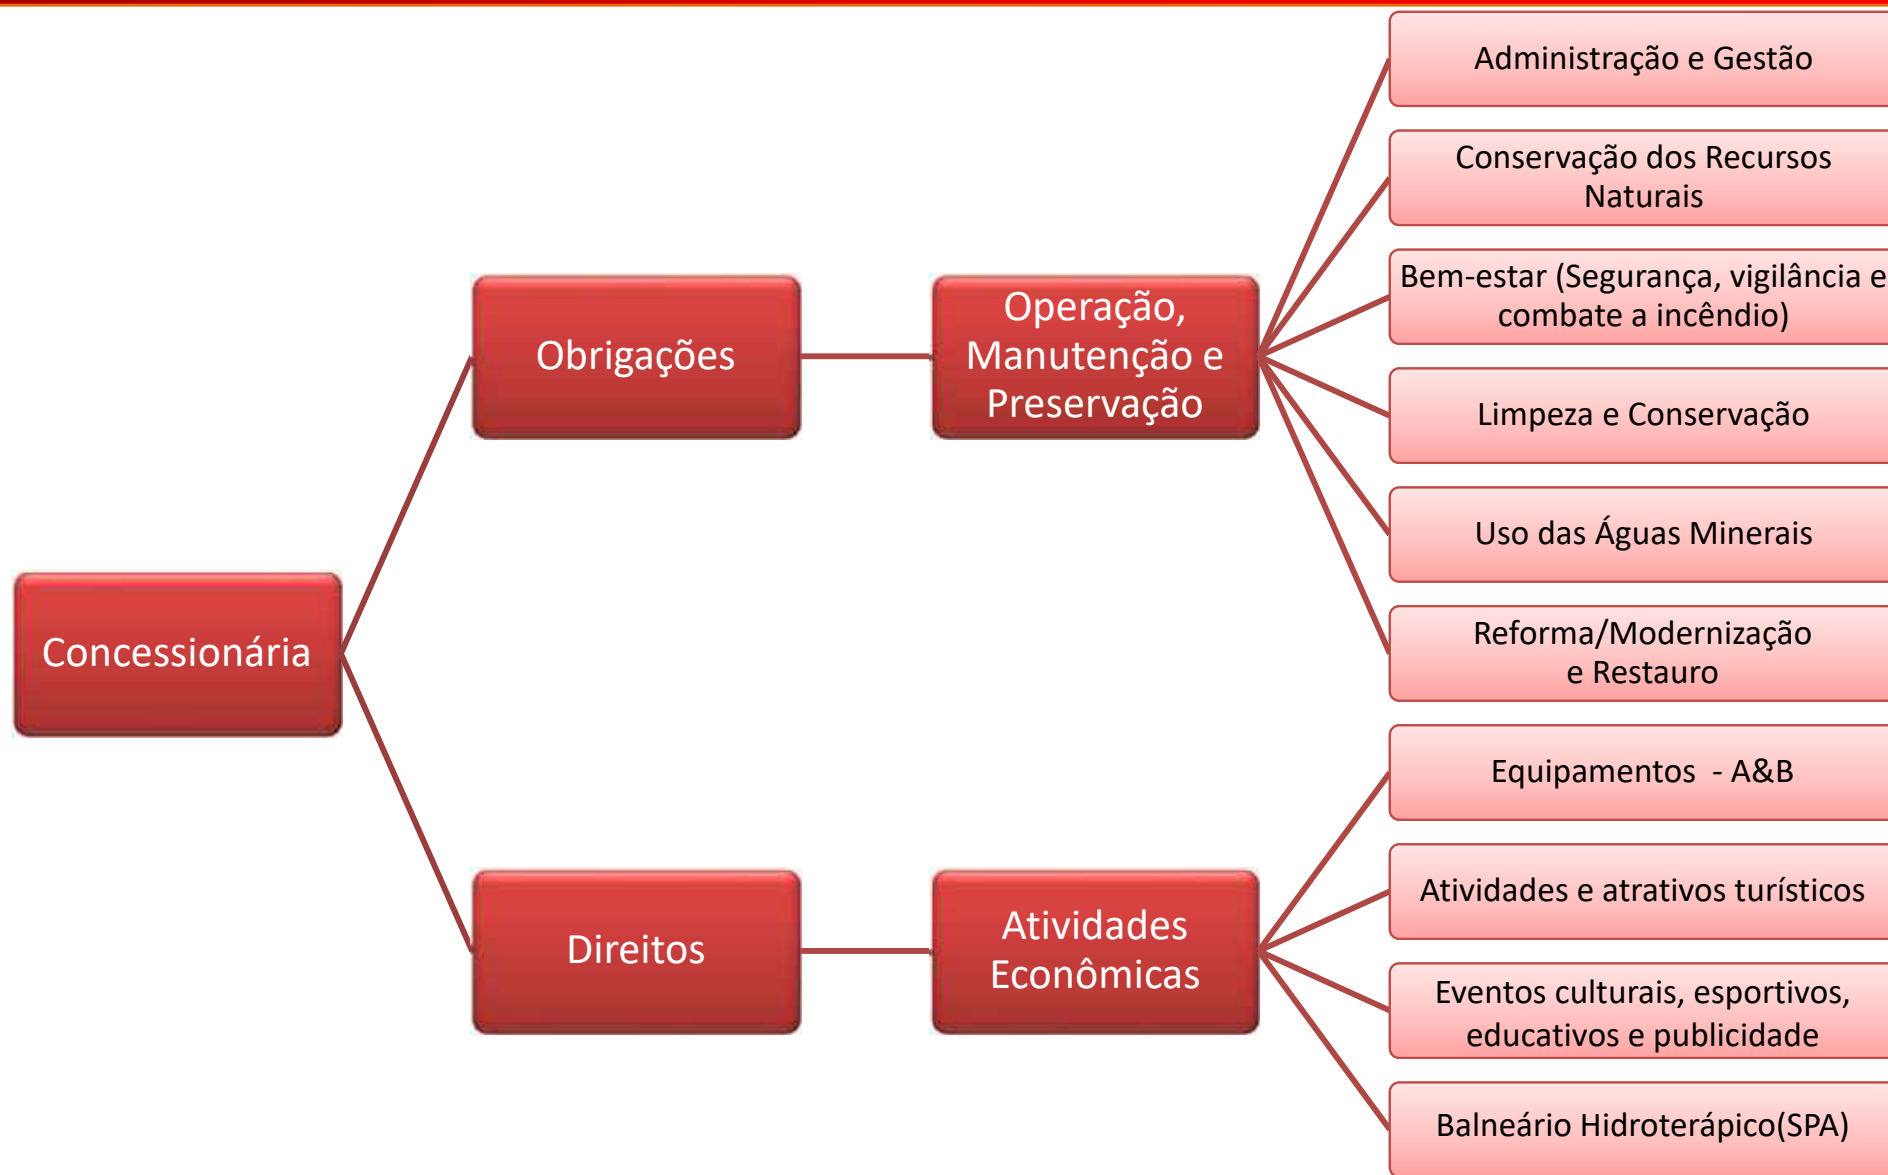 Concessionária
Obrigações
Operação,
Manutenção e
Preservação
Administração e Gestão
Conservação dos Recursos
Naturais
Bem-estar (Segurança, vigilância e
combate a incêndio)
Limpeza e Conservação
Uso das Águas Minerais
Reforma/Modernização
e Restauro
Direitos
Atividades
Econômicas
Equipamentos  - A&B
Atividades e atrativos turísticos
Eventos culturais, esportivos,
educativos e publicidade
Balneário Hidroterápico(SPA)